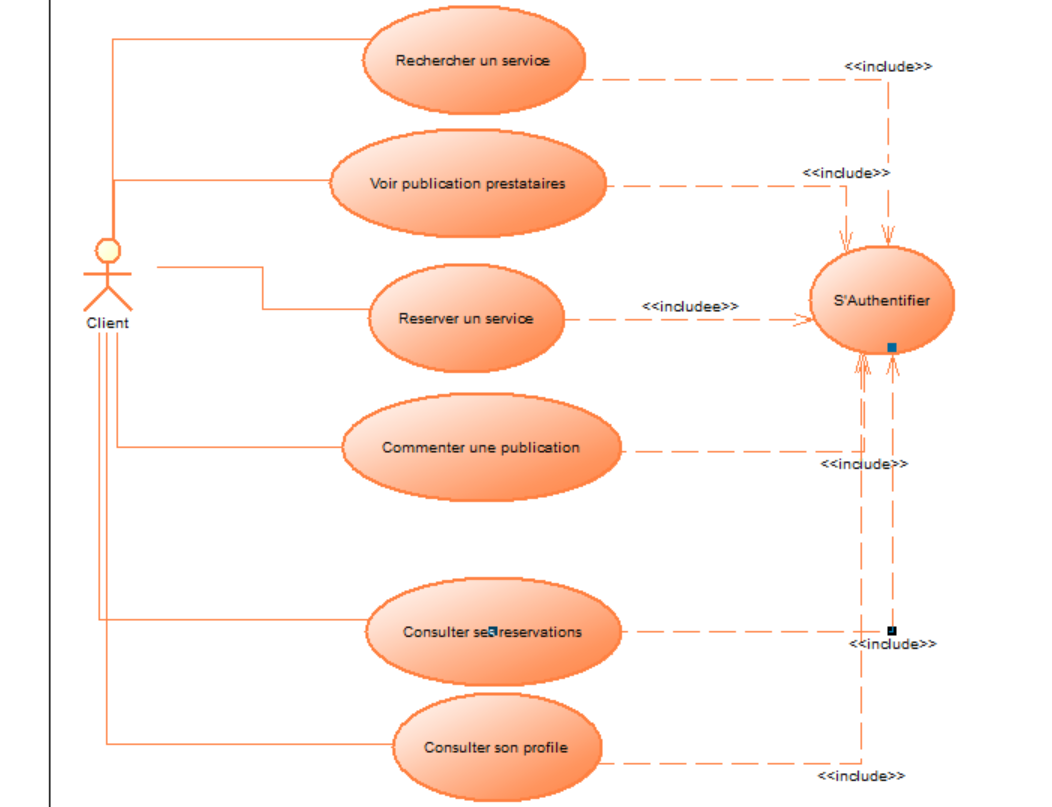 Rechercher un service
<<include>>
Voir publication prestataires
<<include>>
Client
Reserver un service
<<includee>>
S'Authentifier
Commenter une publication
<<include>>
Consulter ses reservations
<<include>>
Consulter son profile
<<include>>